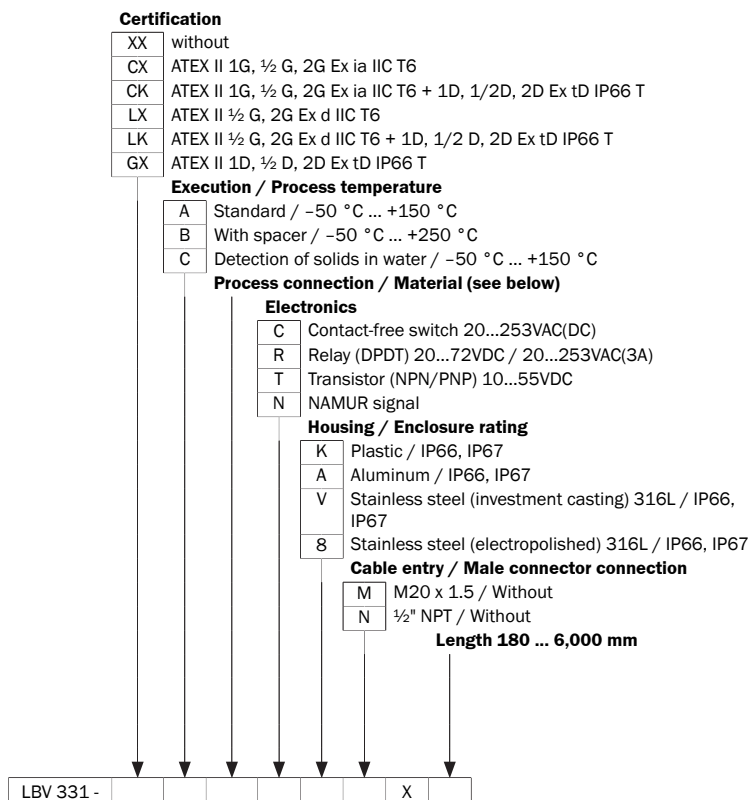 Certification
XX without
CX ATEX II 1G, ½ G, 2G Ex ia IIC T6
CK ATEX II 1G, ½ G, 2G Ex ia IIC T6 + 1D, 1/2D, 2D Ex tD IP66 T
LX ATEX II ½ G, 2G Ex d IIC T6
LK ATEX II ½ G, 2G Ex d IIC T6 + 1D, 1/2 D, 2D Ex tD IP66 T
GX ATEX II 1D, ½ D, 2D Ex tD IP66 T
Execution / Process temperature
A Standard / –50 °C ... +150 °C
B With spacer / –50 °C ... +250 °C
C Detection of solids in water / –50 °C ... +150 °C
Process connection / Material (see below)
Electronics
C Contact-free switch 20...253VAC(DC)
R Relay (DPDT) 20...72VDC / 20...253VAC(3A)
T Transistor (NPN/PNP) 10...55VDC
N NAMUR signal
Housing / Enclosure rating
K Plastic / IP66, IP67
A Aluminum / IP66, IP67
V Stainless steel (investment casting) 316L / IP66,
IP67
8 Stainless steel (electropolished) 316L / IP66, IP67
Cable entry / Male connector connection
M M20 x 1.5 / Without
N ½" NPT / Without
Length 180 ... 6,000 mm
LBV 331 - X